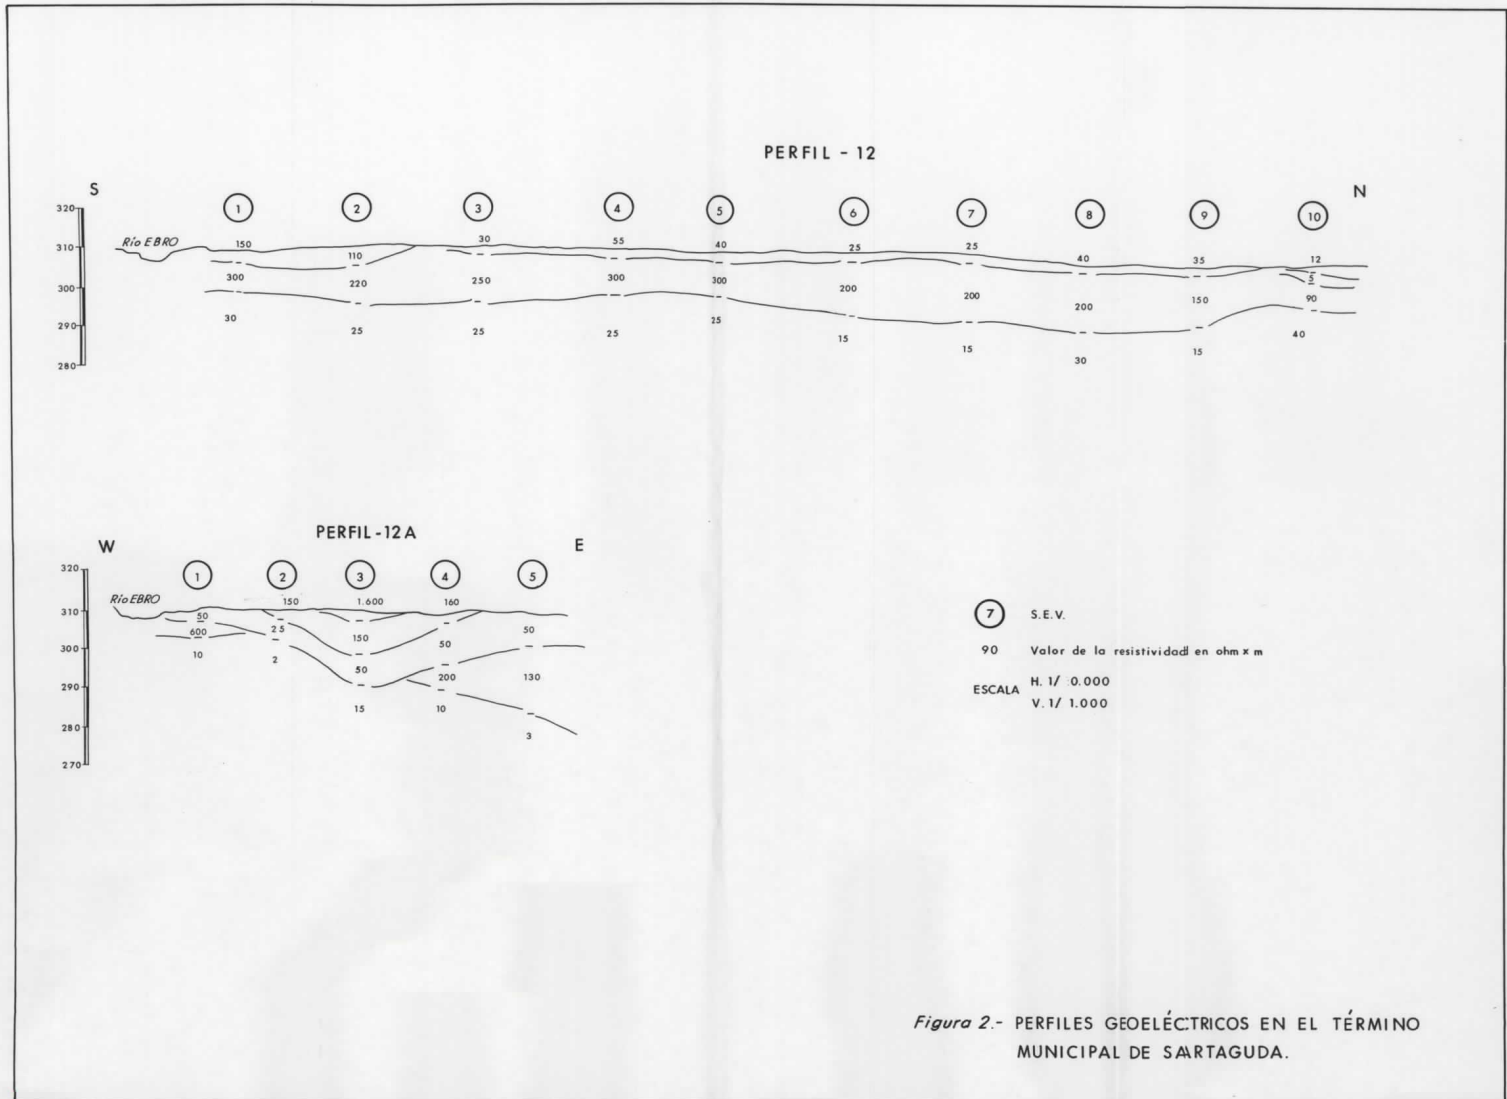 PERFIL - 12
S N
1 2 3 4 5 6 7 8 9 10
320
310
300
290
280
Río EBRO
150 110 30 55 40 25 25 40 35 12
5
300 220 250 300 300 200 200 200 150 90
30 25 25 25 25 15 15 30 15 40
PERFIL-12A
W E
1 2 3 4 5
320
310
300
290
280
270
Río EBRO
150 1.600 160
50 25 150 50 50
600 50 200 130
10 2 15 10 3
7 S.E.V.
90 Valor de la resistividad en ohm x m
ESCALA H. 1/ 0.000
V. 1/ 1.000
Figura 2.- PERFILES GEOELÉCTRICOS EN EL TÉRMINO
MUNICIPAL DE SAARTAGUDA.